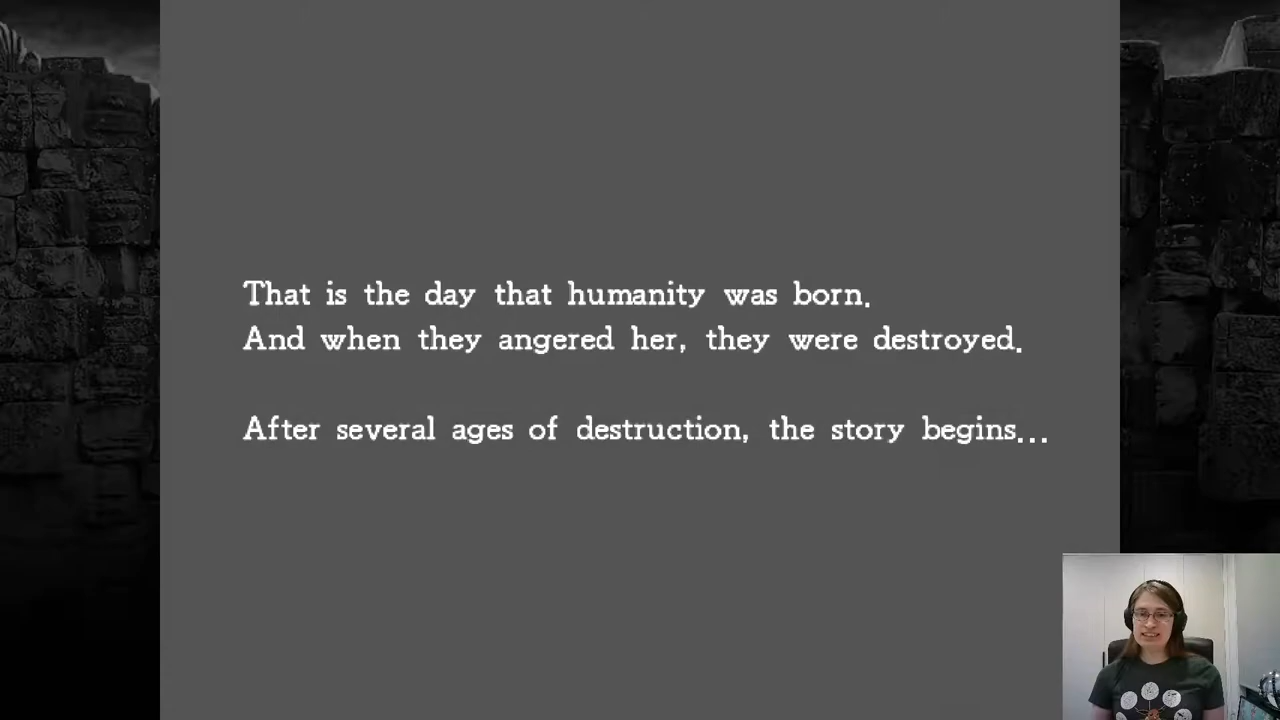 That is the day that humanity was born.
And when they angered her, they were destroyed.
After several ages of destruction, the story begins...